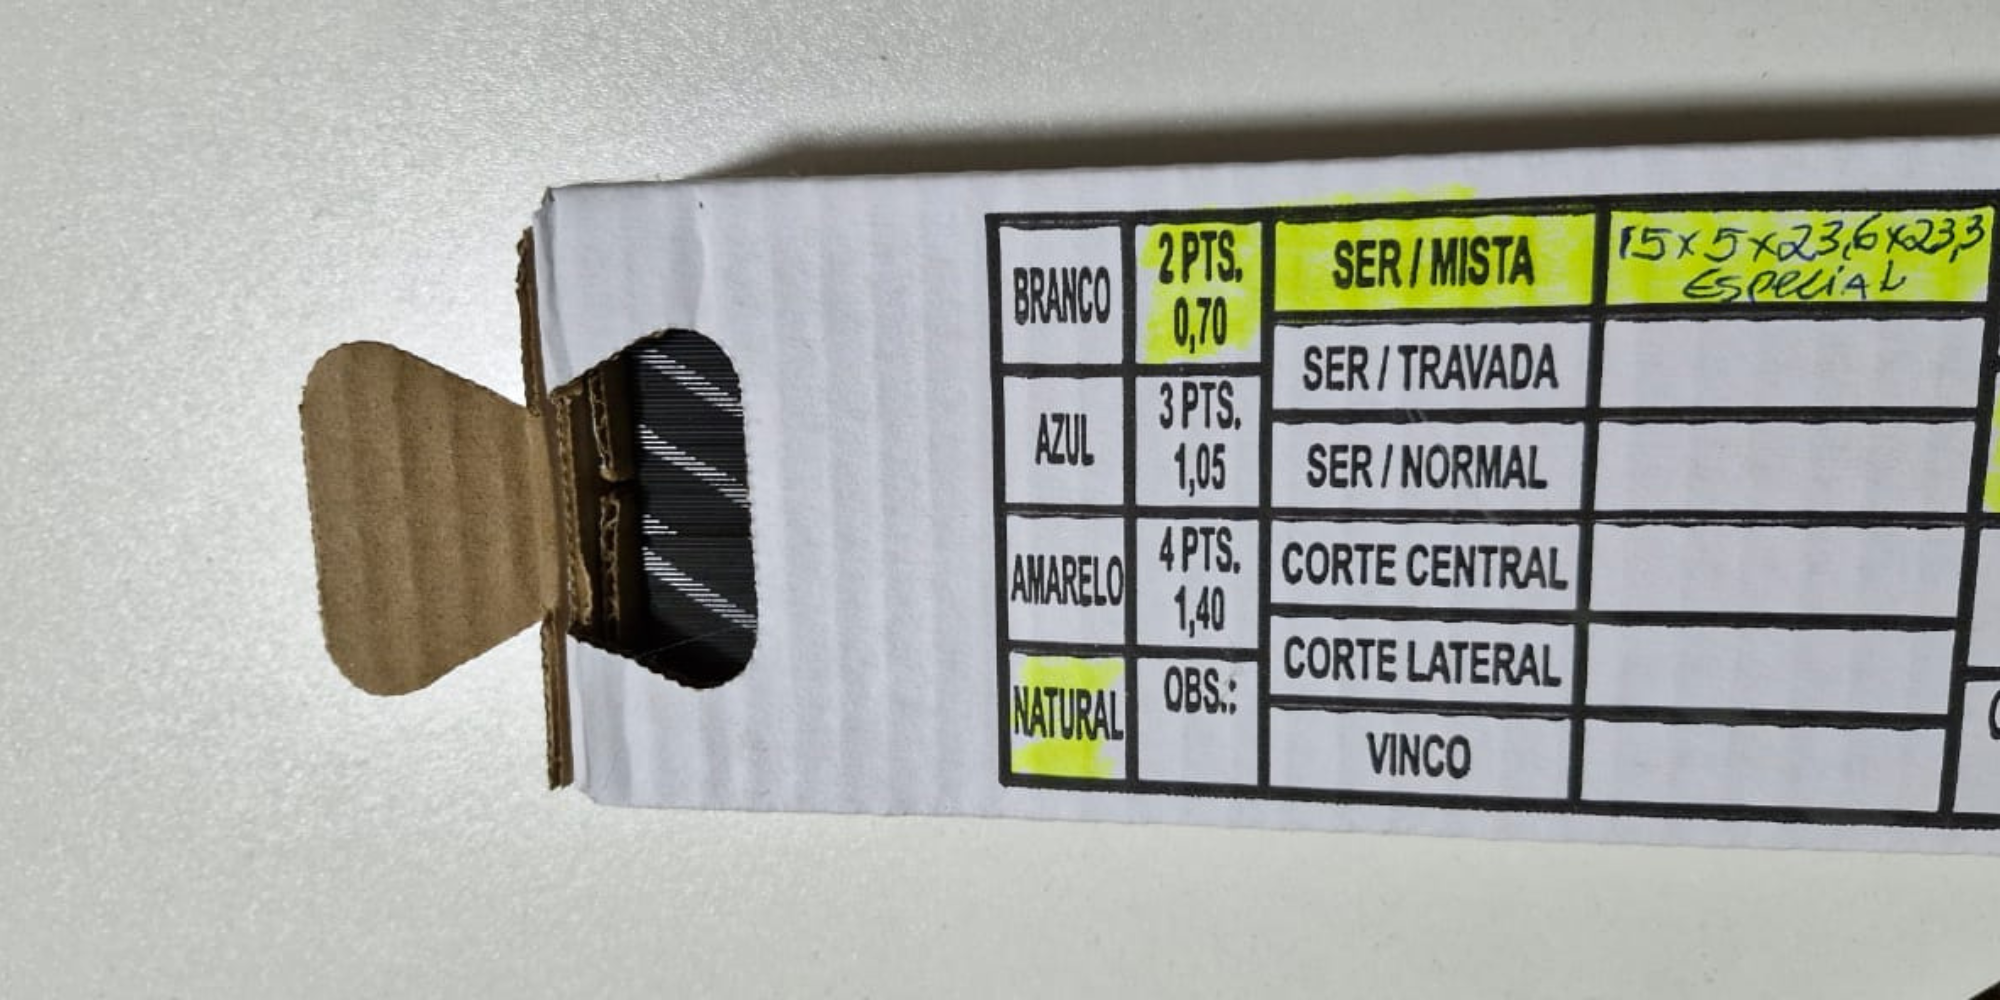 BRANCO
2 PTS.
0,70
SER / MISTA
15x5x23,6x23,3
ESPECIAL
SER / TRAVADA
AZUL
3 PTS.
1,05
SER / NORMAL
AMARELO
4 PTS.
1,40
CORTE CENTRAL
CORTE LATERAL
NATURAL
OBS.:
VINCO